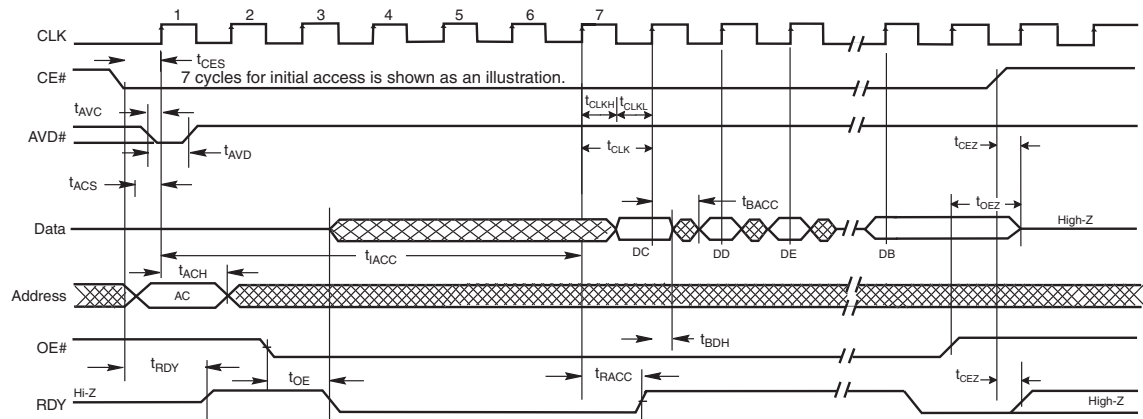 1 2 3 4 5 6 7
CLK
tCES
CE#
7 cycles for initial access is shown as an illustration.
tAVC
tCLKH tCLKL
AVD#
tAVD
tCLK
tCEZ
tACS
tBACC
tOEZ
Data
High-Z
DC DD DE DB
tIACC
tACH
Address
AC
OE#
tBDH
tRDY
tOE
tRACC
tCEZ
Hi-Z
RDY
High-Z